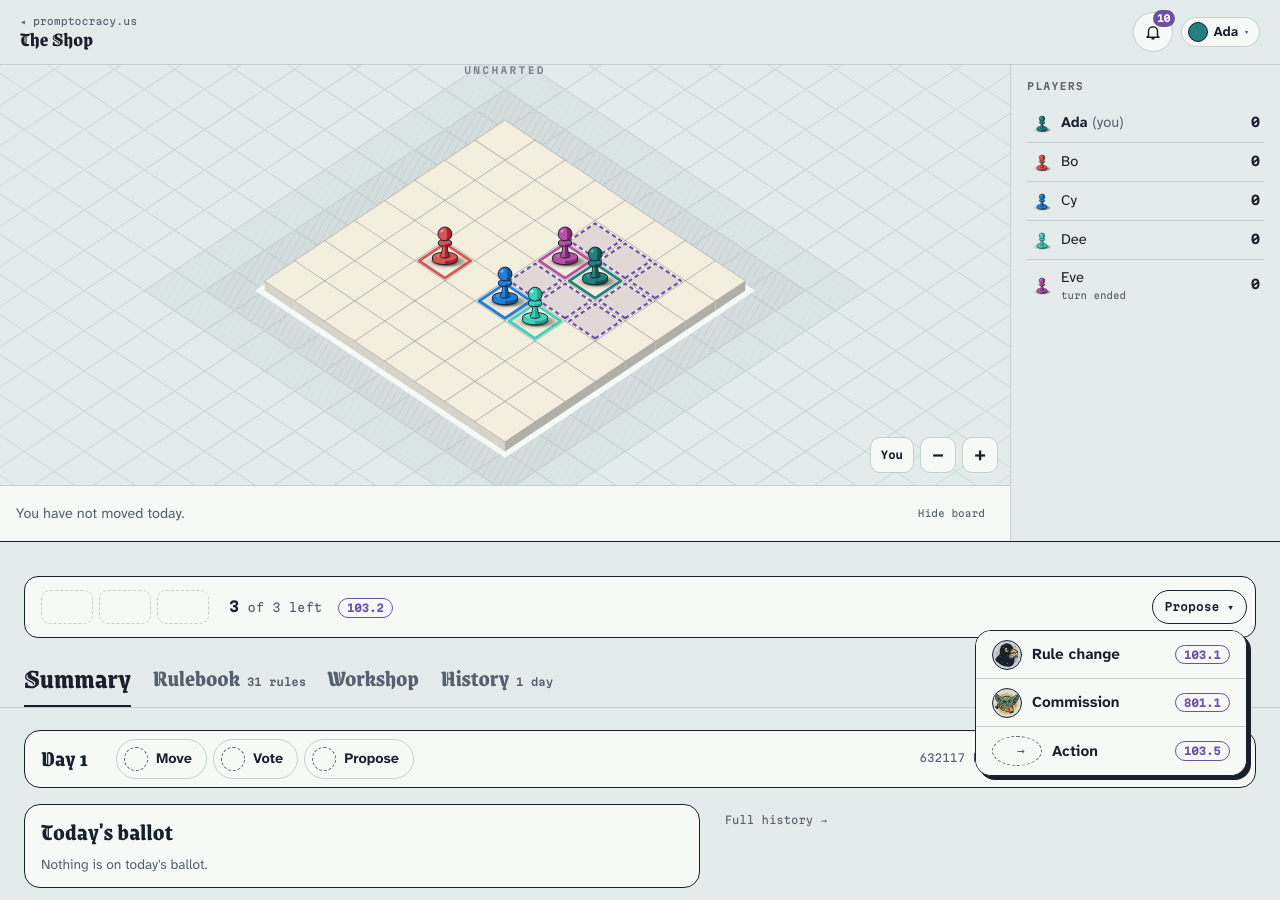 ◂ promptocracy.us
The Shop
10
Ada ▾
UNCHARTED
PLAYERS
Ada (you) 0
Bo 0
Cy 0
Dee 0
Eve 0
turn ended
You − +
You have not moved today.
Hide board
3 of 3 left 103.2
Propose ▾
Rule change 103.1
Commission 801.1
Action 103.5
→
Summary Rulebook 31 rules Workshop History 1 day
Day 1 Move Vote Propose 632117
Today's ballot
Nothing is on today's ballot.
Full history →